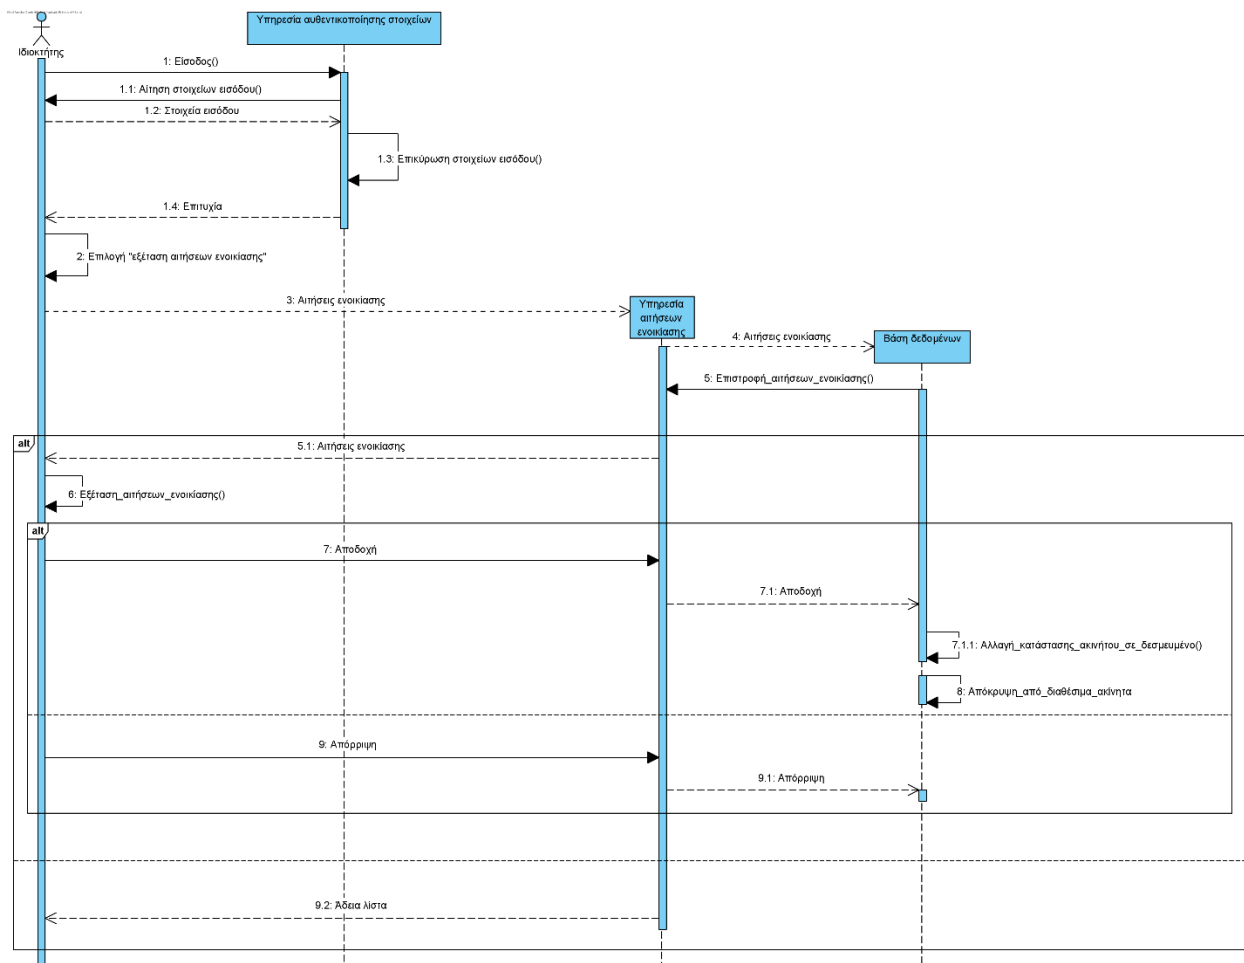 Υπηρεσία αυθεντικοποίησης στοιχείων
Ιδιοκτήτης
1: Είσοδος()
1.1: Αίτηση στοιχείων εισόδου()
1.2: Στοιχεία εισόδου
1.3: Επικύρωση στοιχείων εισόδου()
1.4: Επιτυχία
2: Επιλογή "εξέταση αιτήσεων ενοικίασης"
3: Αιτήσεις ενοικίασης
Υπηρεσία
αιτήσεων
ενοικίασης
4: Αιτήσεις ενοικίασης
Βάση δεδομένων
5: Επιστροφή_αιτήσεων_ενοικίασης()
alt
5.1: Αιτήσεις ενοικίασης
6: Εξέταση_αιτήσεων_ενοικίασης()
alt
7: Αποδοχή
7.1: Αποδοχή
7.1.1: Αλλαγή_κατάστασης_ακινήτου_σε_δεσμευμένο()
8: Απόκρυψη_από_διαθέσιμα_ακίνητα
9: Απόρριψη
9.1: Απόρριψη
9.2: Άδεια λίστα